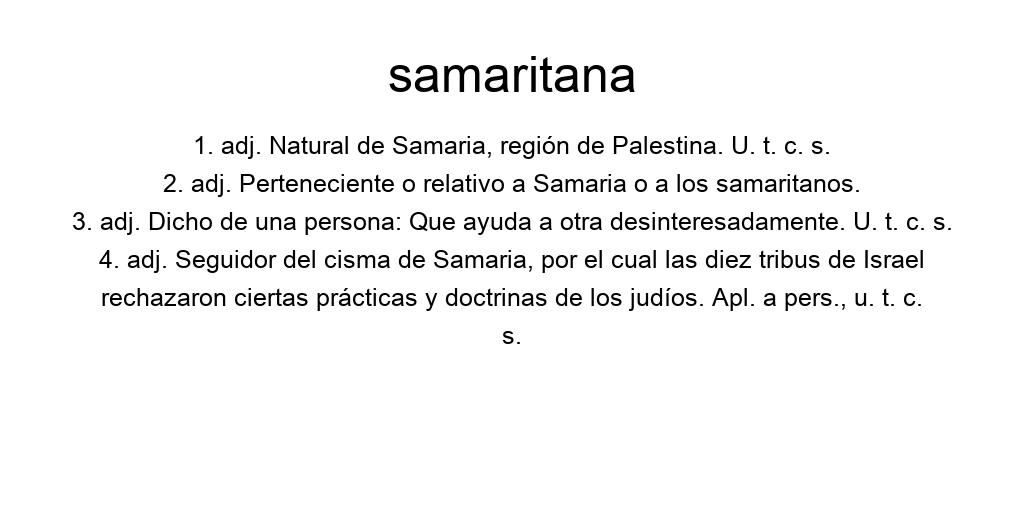 samaritana
1. adj. Natural de Samaria, región de Palestina. U. t. c. s.
2. adj. Perteneciente o relativo a Samaria o a los samaritanos.
3. adj. Dicho de una persona: Que ayuda a otra desinteresadamente. U. t. c. s.
4. adj. Seguidor del cisma de Samaria, por el cual las diez tribus de Israel
rechazaron ciertas prácticas y doctrinas de los judíos. Apl. a pers., u. t. c.
s.